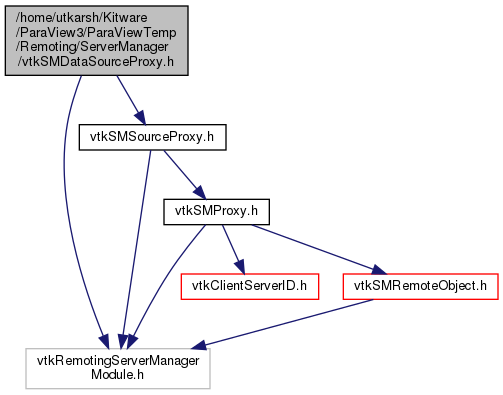 /home/utkarsh/Kitware
/ParaView3/ParaViewTemp
/Remoting/ServerManager
/vtkSMDataSourceProxy.h
vtkSMSourceProxy.h
vtkSMProxy.h
vtkClientServerID.h
vtkSMRemoteObject.h
vtkRemotingServerManager
Module.h